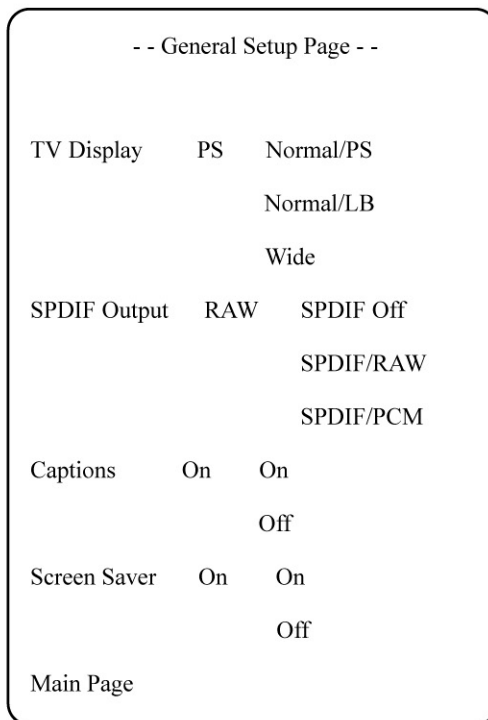 - - General Setup Page - -
TV Display PS Normal/PS
Normal/LB
Wide
SPDIF Output RAW SPDIF Off
SPDIF/RAW
SPDIF/PCM
Captions On On
Off
Screen Saver On On
Off
Main Page